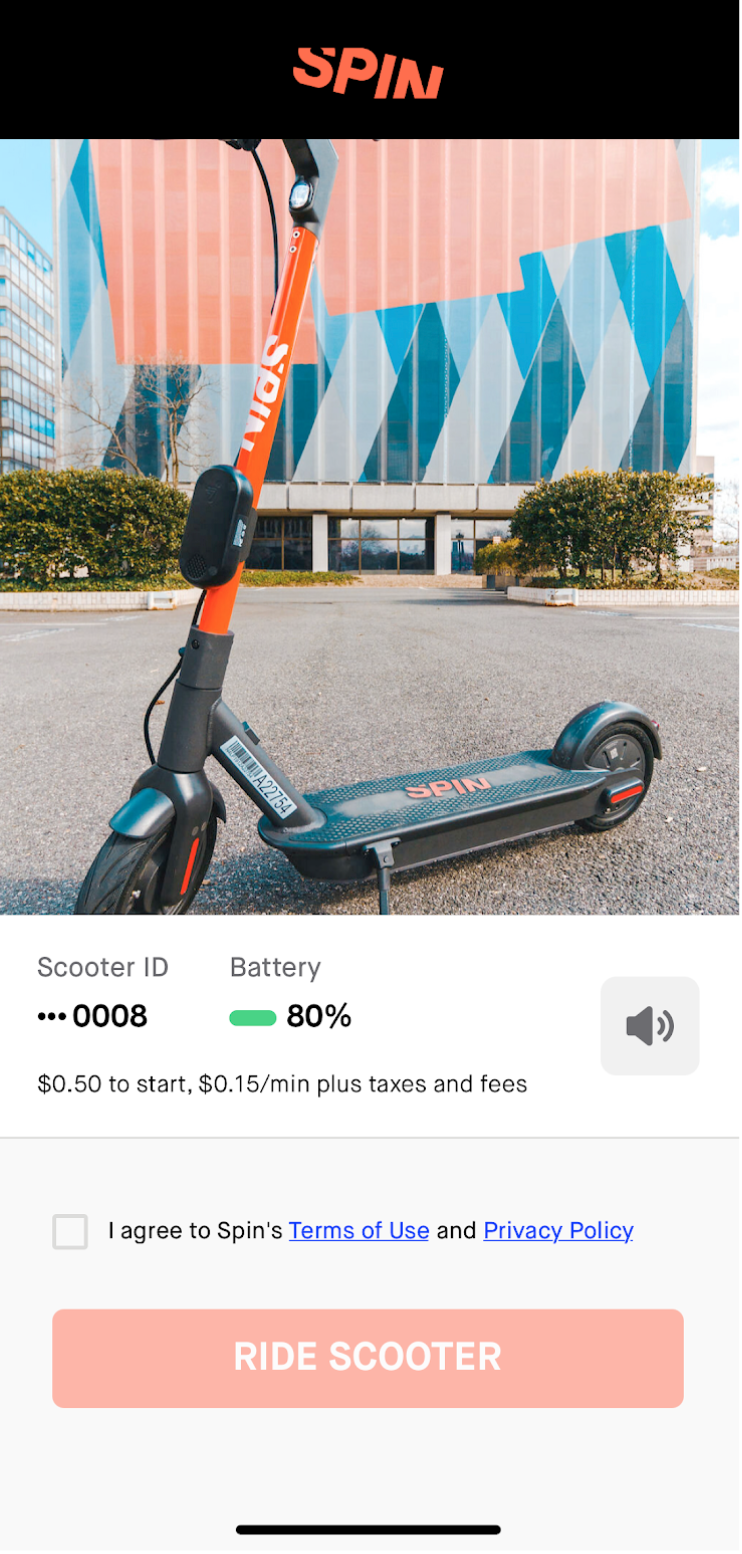 SPIN
SPIN
A22754
SPIN
Scooter ID
Battery
•••0008
80%
$0.50 to start, $0.15/min plus taxes and fees
I agree to Spin's Terms of Use and Privacy Policy
RIDE SCOOTER